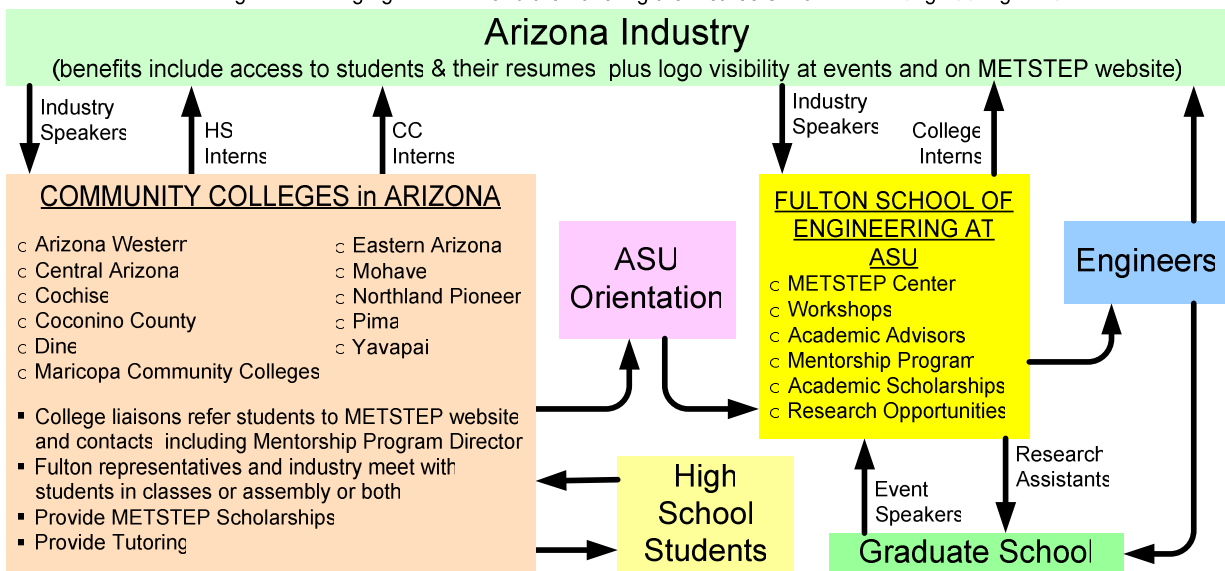 Arizona Industry
(benefits include access to students & their resumes plus logo visibility at events and on METSTEP website)
Industry
Speakers
HS
Interns
CC
Interns
Industry
Speakers
College
Interns
COMMUNITY COLLEGES in ARIZONA
Arizona Western
Central Arizona
Cochise
Coconino County
Dine
Maricopa Community Colleges
Eastern Arizona
Mohave
Northland Pioneer
Pima
Yavapai
College liaisons refer students to METSTEP website
and contacts including Mentorship Program Director
Fulton representatives and industry meet with
students in classes or assembly or both
Provide METSTEP Scholarships
Provide Tutoring
ASU
Orientation
High
School
Students
FULTON SCHOOL OF
ENGINEERING AT
ASU
METSTEP Center
Workshops
Academic Advisors
Mentorship Program
Academic Scholarships
Research Opportunities
Engineers
Event
Speakers
Research
Assistants
Graduate School